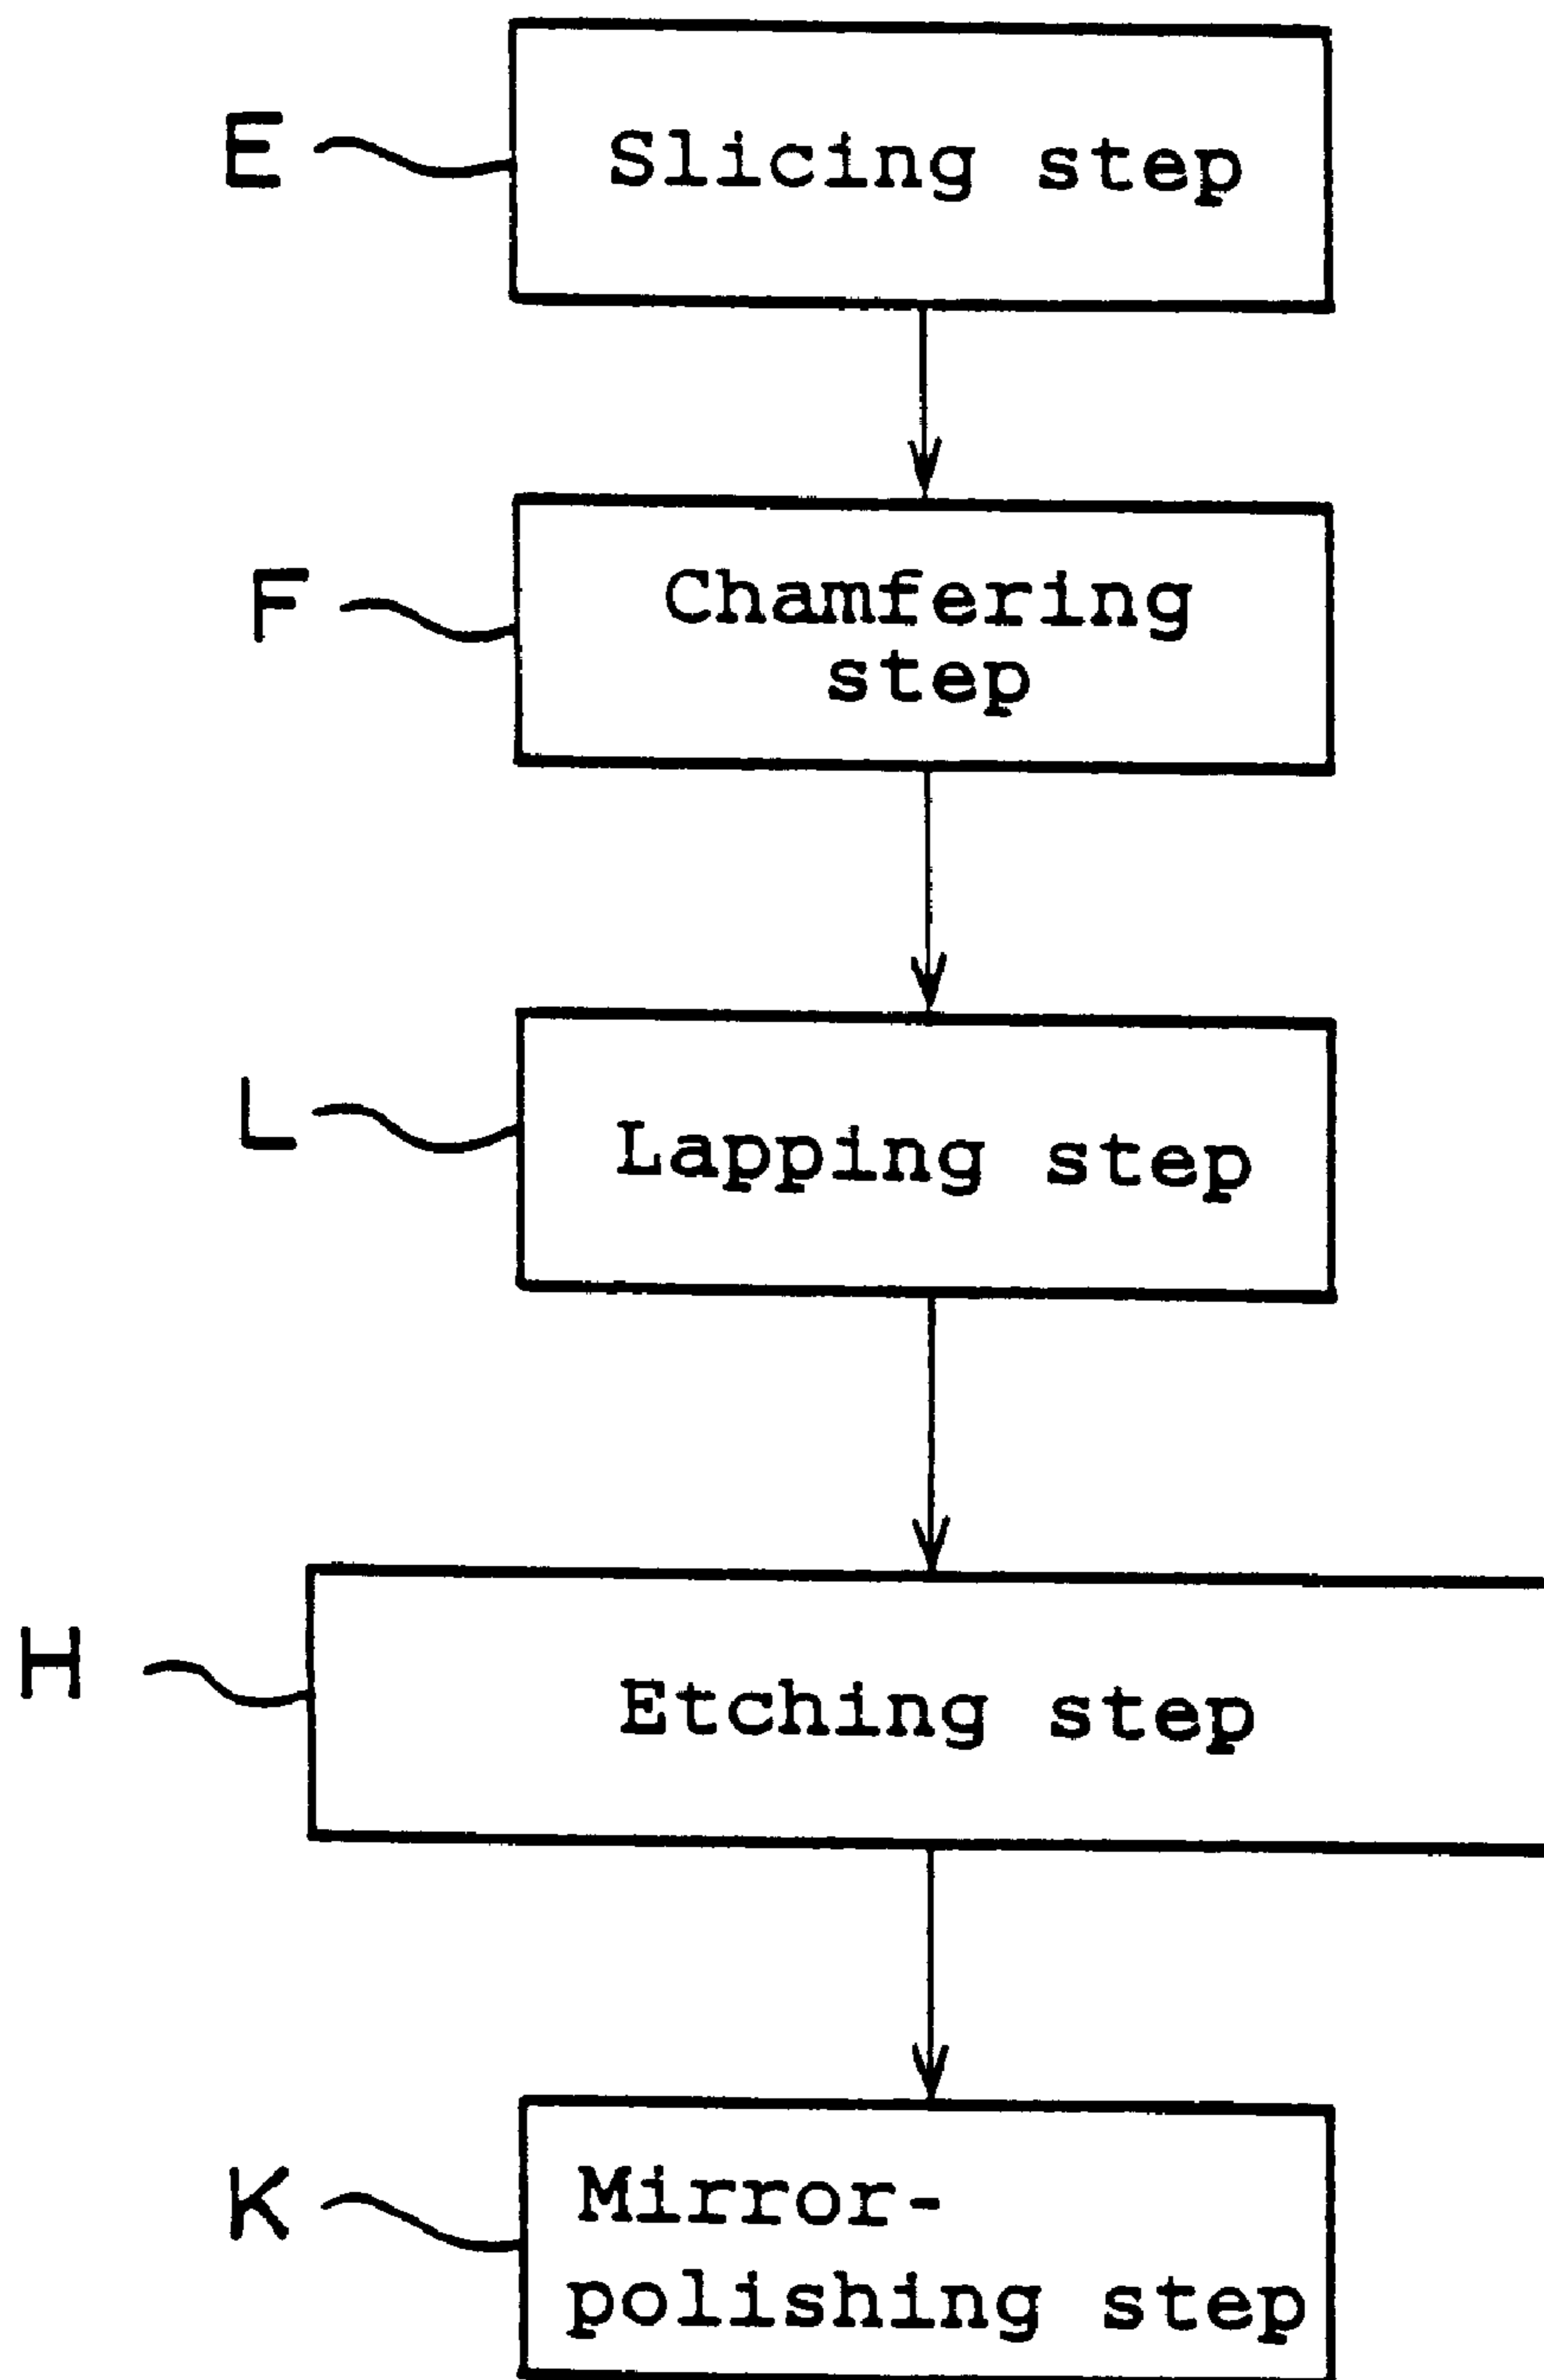 E
Slicing step
F
Chamfering
step
L
Lapping step
H
Etching step
K
Mirror-
polishing step